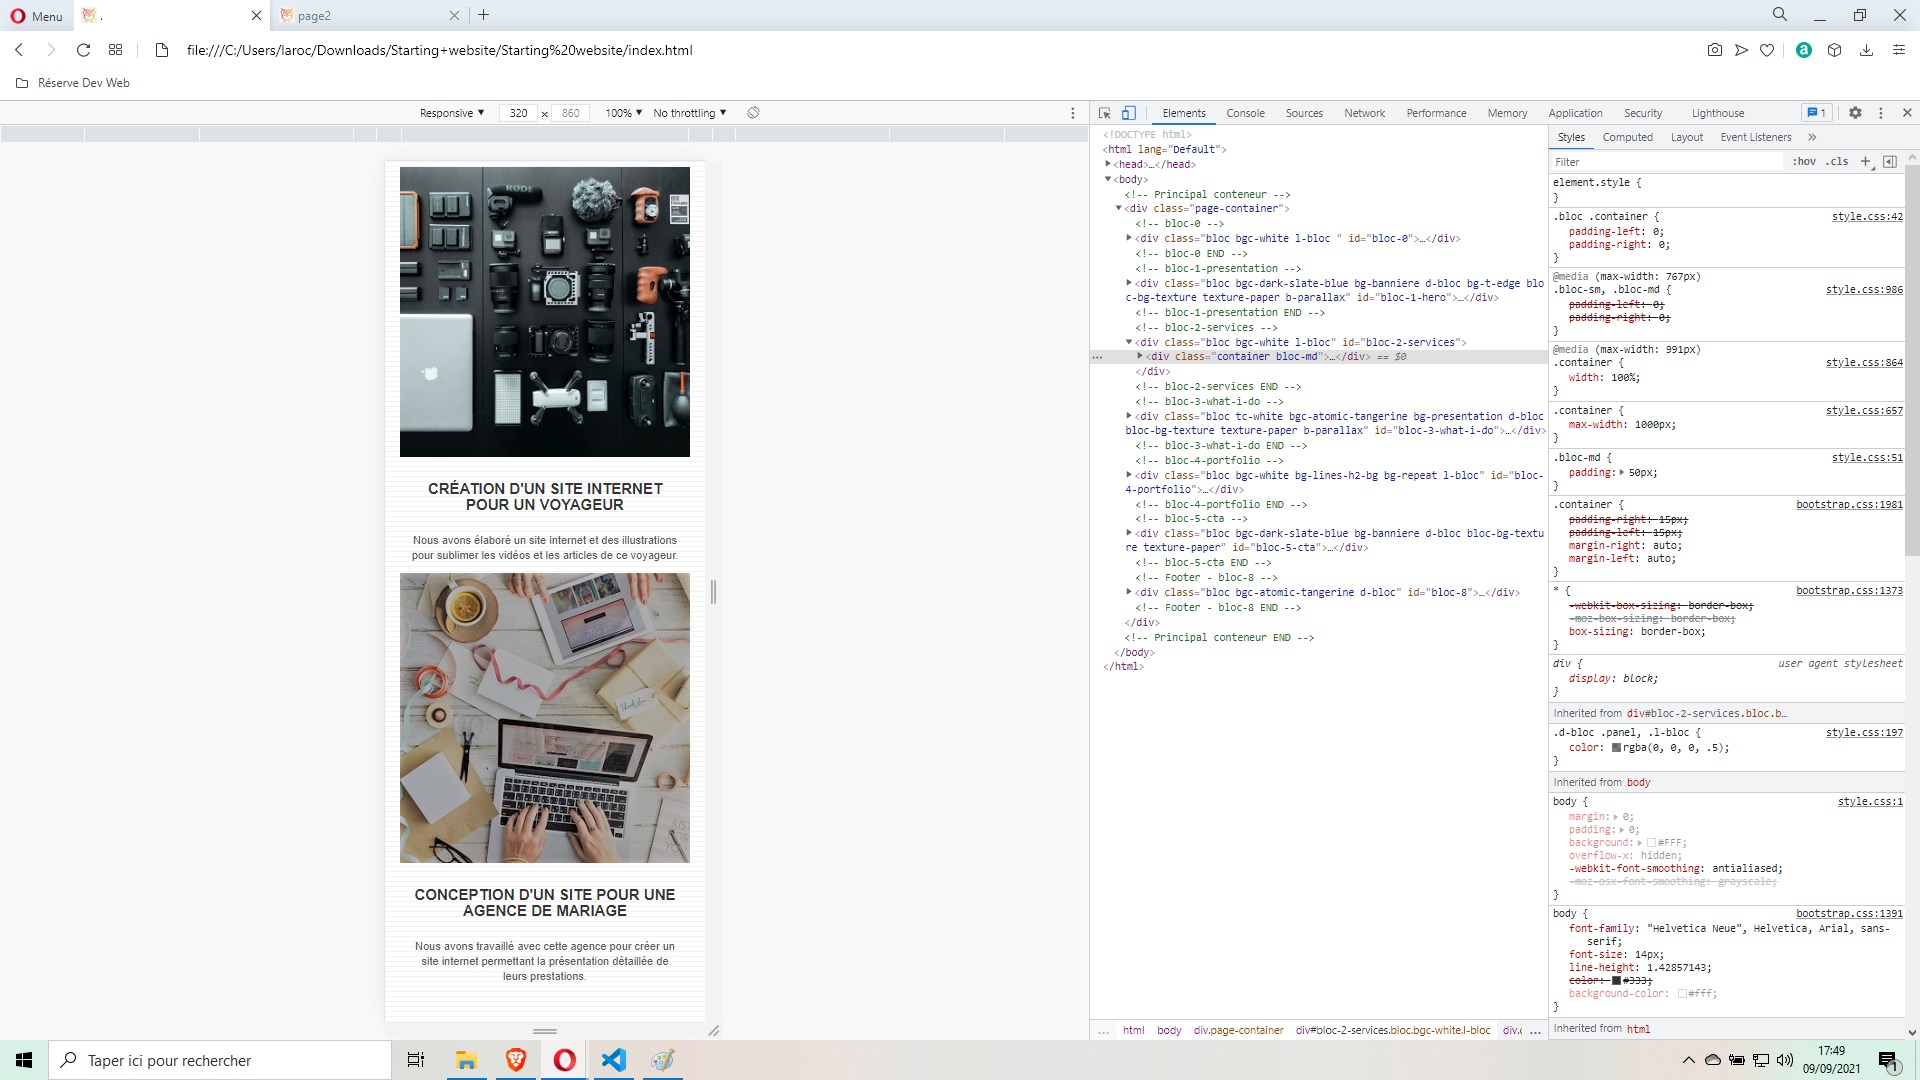 Menu
.
page2
file:///C:/Users/laroc/Downloads/Starting+website/Starting%20website/index.html
Réserve Dev Web
Responsive ▼ 320 x 860 100% ▼ No throttling ▼
CRÉATION D'UN SITE INTERNET
POUR UN VOYAGEUR
Nous avons élaboré un site internet et des illustrations
pour sublimer les vidéos et les articles de ce voyageur.
CONCEPTION D'UN SITE POUR UNE
AGENCE DE MARIAGE
Nous avons travaillé avec cette agence pour créer un
site internet permettant la présentation détaillée de
leurs prestations.
Elements Console Sources Network Performance Memory Application Security Lighthouse 1
<!DOCTYPE html>
<html lang="Default">
<head>…</head>
<body>
<!-- Principal conteneur -->
<div class="page-container">
<!-- bloc-0 -->
<div class="bloc bgc-white l-bloc " id="bloc-0">…</div>
<!-- bloc-0 END -->
<!-- bloc-1-presentation -->
<div class="bloc bgc-dark-slate-blue bg-banniere d-bloc bg-t-edge blo
c-bg-texture texture-paper b-parallax" id="bloc-1-hero">…</div>
<!-- bloc-1-presentation END -->
<!-- bloc-2-services -->
<div class="bloc bgc-white l-bloc" id="bloc-2-services">
… <div class="container bloc-md">…</div> == $0
</div>
<!-- bloc-2-services END -->
<!-- bloc-3-what-i-do -->
<div class="bloc tc-white bgc-atomic-tangerine bg-presentation d-bloc
bloc-bg-texture texture-paper b-parallax" id="bloc-3-what-i-do">…</div>
<!-- bloc-3-what-i-do END -->
<!-- bloc-4-portfolio -->
<div class="bloc bgc-white bg-lines-h2-bg bg-repeat l-bloc" id="bloc-
4-portfolio">…</div>
<!-- bloc-4-portfolio END -->
<!-- bloc-5-cta -->
<div class="bloc bgc-dark-slate-blue bg-banniere d-bloc bloc-bg-textu
re texture-paper" id="bloc-5-cta">…</div>
<!-- bloc-5-cta END -->
<!-- Footer - bloc-8 -->
<div class="bloc bgc-atomic-tangerine d-bloc" id="bloc-8">…</div>
<!-- Footer - bloc-8 END -->
</div>
<!-- Principal conteneur END -->
</body>
</html>
… html body div.page-container div#bloc-2-services.bloc.bgc-white.l-bloc div.c …
Styles Computed Layout Event Listeners »
Filter :hov .cls +
element.style {
}
.bloc .container { style.css:42
padding-left: 0;
padding-right: 0;
}
@media (max-width: 767px)
.bloc-sm, .bloc-md { style.css:986
padding-left: 0;
padding-right: 0;
}
@media (max-width: 991px)
.container { style.css:864
width: 100%;
}
.container { style.css:657
max-width: 1000px;
}
.bloc-md { style.css:51
padding: 50px;
}
.container { bootstrap.css:1981
padding-right: 15px;
padding-left: 15px;
margin-right: auto;
margin-left: auto;
}
* { bootstrap.css:1373
-webkit-box-sizing: border-box;
-moz-box-sizing: border-box;
box-sizing: border-box;
}
div { user agent stylesheet
display: block;
}
Inherited from div#bloc-2-services.bloc.b…
.d-bloc .panel, .l-bloc { style.css:197
color: rgba(0, 0, 0, .5);
}
Inherited from body
body { style.css:1
margin: 0;
padding: 0;
background: #FFF;
overflow-x: hidden;
-webkit-font-smoothing: antialiased;
-moz-osx-font-smoothing: grayscale;
}
body { bootstrap.css:1391
font-family: "Helvetica Neue", Helvetica, Arial, sans-
serif;
font-size: 14px;
line-height: 1.42857143;
color: #333;
background-color: #fff;
}
Inherited from html
Taper ici pour rechercher
17:49
09/09/2021
1